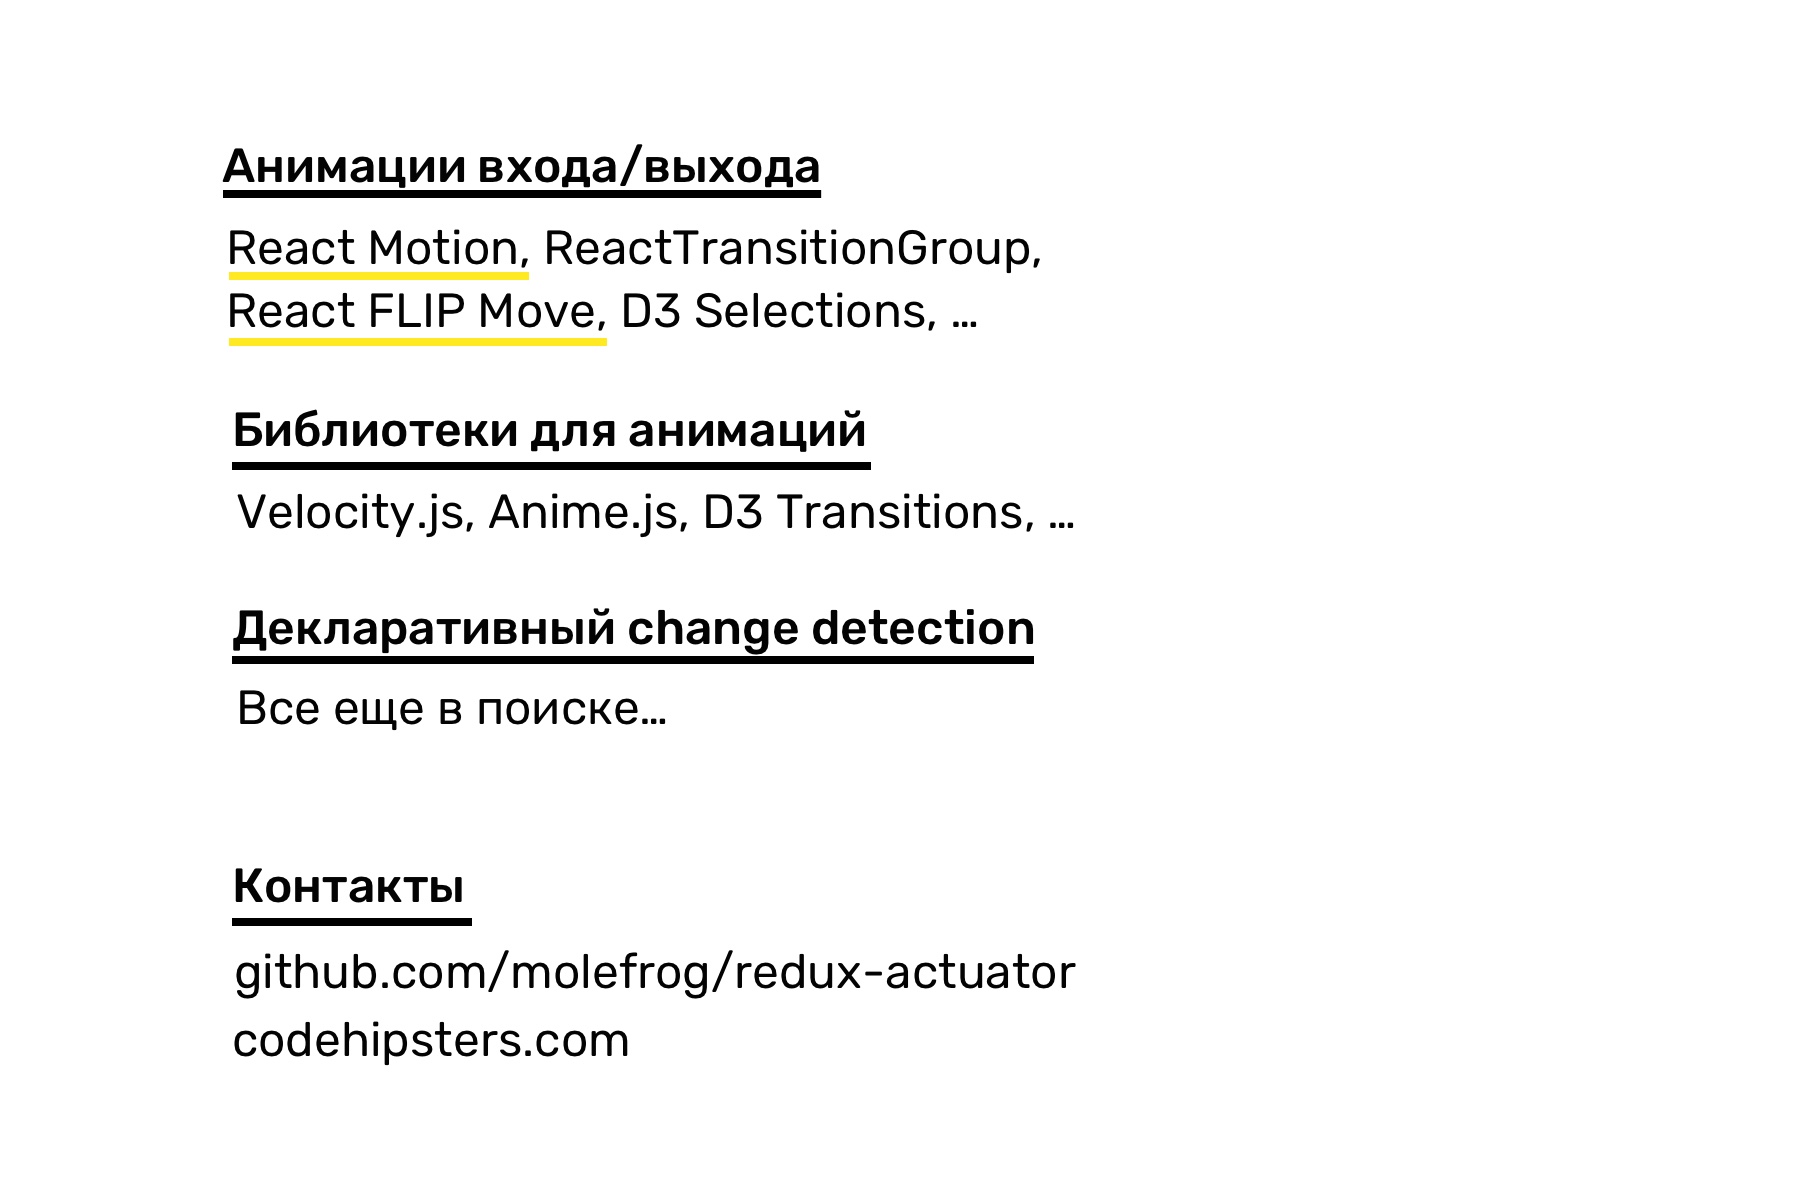 Анимации входа/выхода
React Motion, ReactTransitionGroup,
React FLIP Move, D3 Selections, …
Библиотеки для анимаций
Velocity.js, Anime.js, D3 Transitions, …
Декларативный change detection
Все еще в поиске…
Контакты
github.com/molefrog/redux-actuator
codehipsters.com